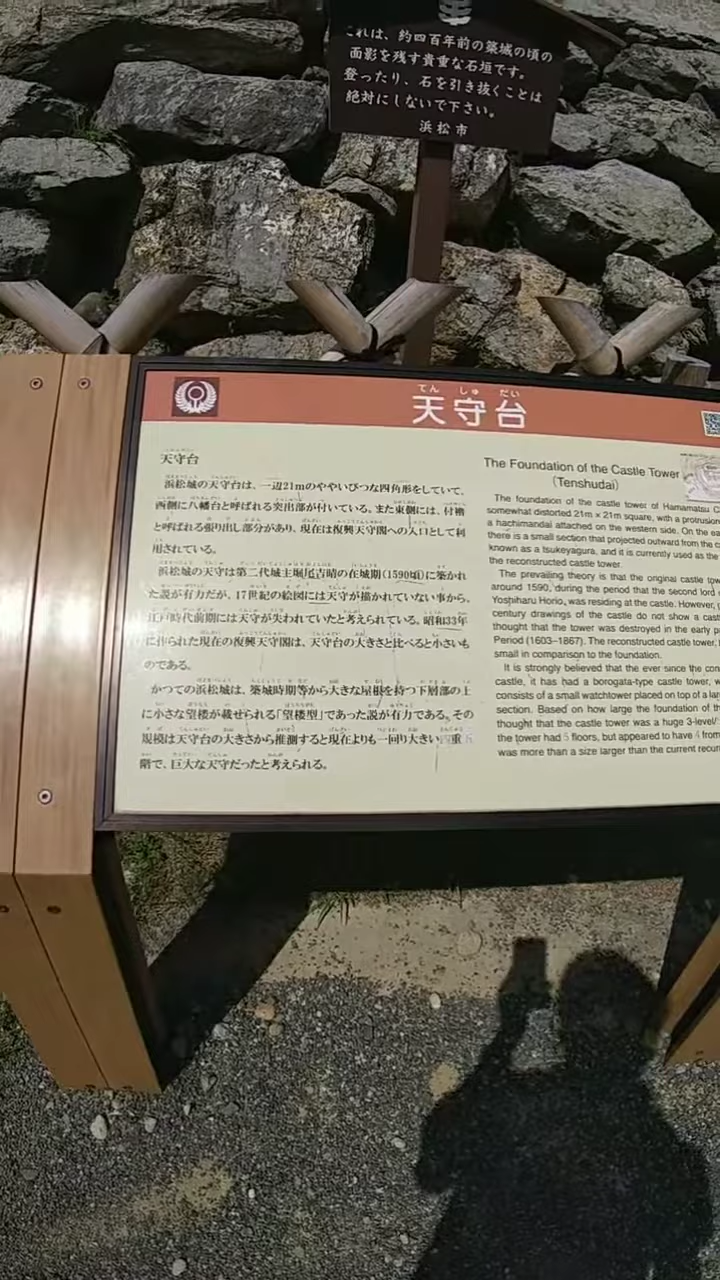 これは、約四百年前の築城の頃の
面影を残す貴重な石垣です。
登ったり、石を引き抜くことは
絶対にしないで下さい。
浜松市
てんしゅだい
天守台
天守台
浜松城の天守台は、一辺21mのややいびつな四角形をしていて、
西側に八幡台と呼ばれる突出部が付いている。また東側には、付櫓
と呼ばれる張り出し部分があり、現在は復興天守閣への入口として利
用されている。
浜松城の天守は第二代城主堀尾吉晴の在城期(1590頃)に築かれ
た説が有力だが、17世紀の絵図には天守が描かれていない事から、
江戸時代前期には天守が失われていたと考えられている。昭和33年
に作られた現在の復興天守閣は、天守台の大きさと比べると小さいも
のである。
かつての浜松城は、築城時期等から大きな屋根を持つ下層部の上
に小さな望楼が載せられる「望楼型」であった説が有力である。その
規模は天守台の大きさから推測すると現在よりも一回り大きい四重5
階で、巨大な天守だったと考えられる。
The Foundation of the Castle Tower
(Tenshudai)
The foundation of the castle tower of Hamamatsu C
somewhat distorted 21m × 21m square, with a protrusion
a hachimandai attached on the western side. On the ea
there is a small section that projected outward from the c
known as a tsukeyagura, and it is currently used as the
the reconstructed castle tower.
The prevailing theory is that the original castle tow
around 1590, during the period that the second lord
Yoshiharu Horio, was residing at the castle. However,
century drawings of the castle do not show a cast
thought that the tower was destroyed in the early p
Period (1603–1867). The reconstructed castle tower,
small in comparison to the foundation.
It is strongly believed that the ever since the con
castle, it has had a borogata-type castle tower, w
consists of a small watchtower placed on top of a larg
section. Based on how large the foundation of th
thought that the castle tower was a huge 3-level/
the tower had 5 floors, but appeared to have 4 from
was more than a size larger than the current recon